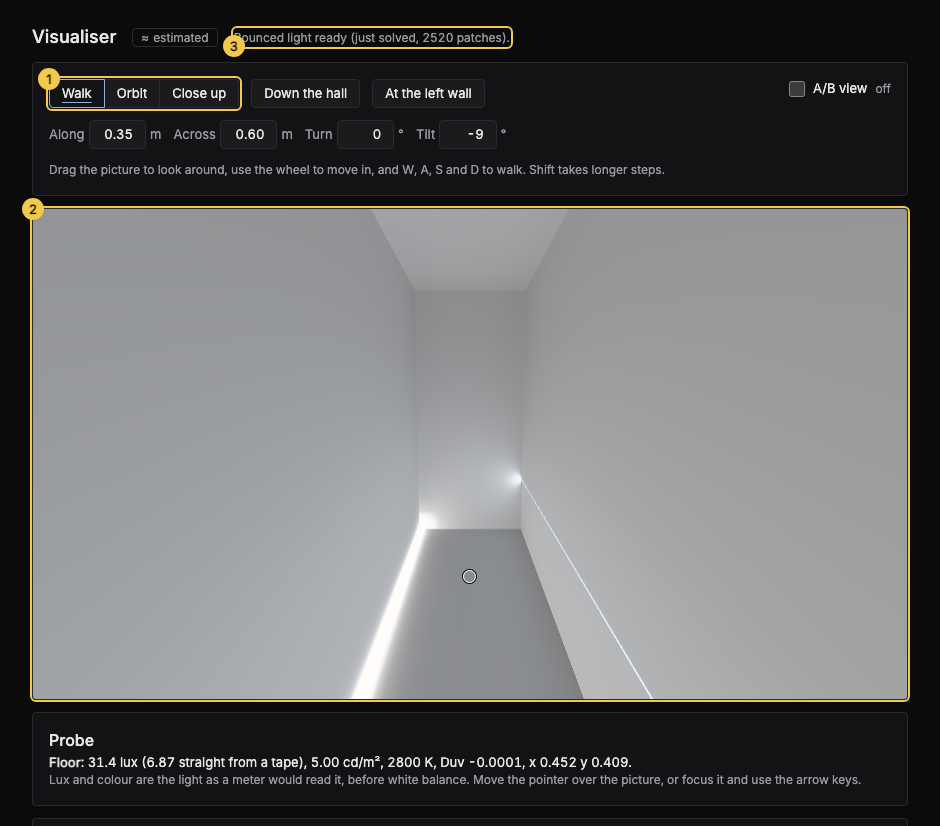 Visualiser
≈ estimated
3
Bounced light ready (just solved, 2520 patches).
1
Walk Orbit Close up Down the hall At the left wall
A/B view off
Along 0.35 m Across 0.60 m Turn 0 ° Tilt -9 °
Drag the picture to look around, use the wheel to move in, and W, A, S and D to walk. Shift takes longer steps.
2
Probe
Floor: 31.4 lux (6.87 straight from a tape), 5.00 cd/m², 2800 K, Duv -0.0001, x 0.452 y 0.409.
Lux and colour are the light as a meter would read it, before white balance. Move the pointer over the picture, or focus it and use the arrow keys.